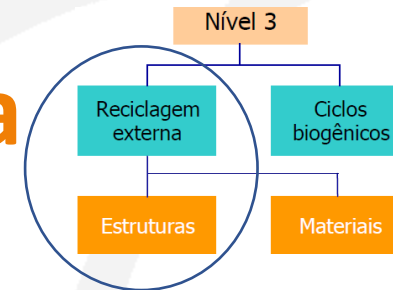 Nível 3
a
Reciclagem
externa
Ciclos
biogênicos
Estruturas
Materiais